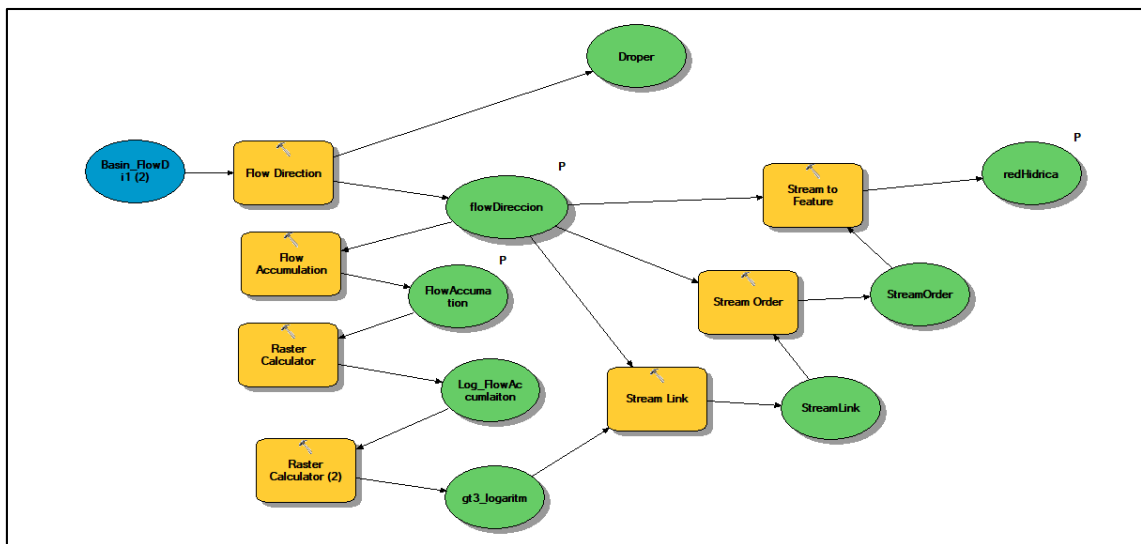 Droper
P
Basin_FlowD
i1 (2)
Flow Direction
Stream to
Feature
redHidrica
flowDireccion
P
Flow
Accumulation
P
FlowAccuma
tion
Stream Order
StreamOrder
Raster
Calculator
Log_FlowAc
cumlaiton
Stream Link
StreamLink
Raster
Calculator (2)
gt3_logaritm